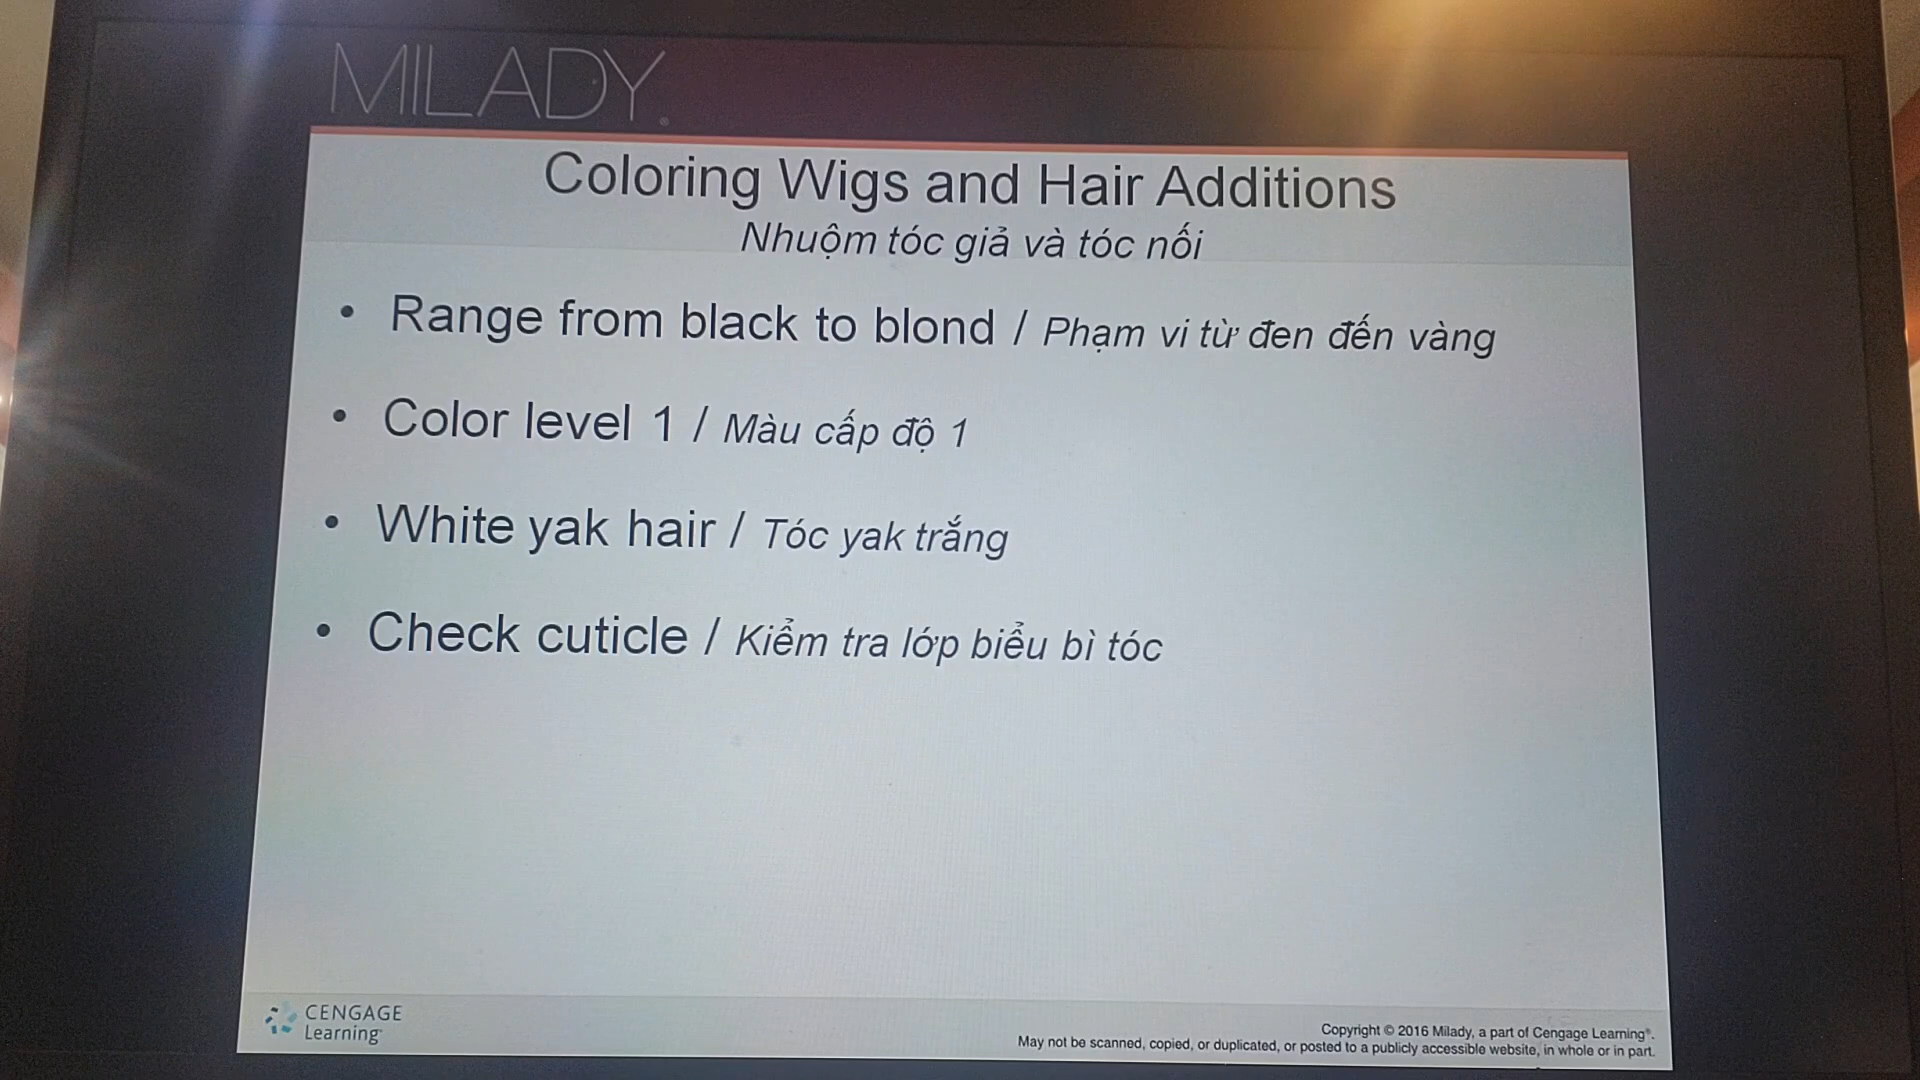 MILADY.
Coloring Wigs and Hair Additions
Nhuộm tóc giả và tóc nối
• Range from black to blond / Phạm vi từ đen đến vàng
• Color level 1 / Màu cấp độ 1
• White yak hair / Tóc yak trắng
• Check cuticle / Kiểm tra lớp biểu bì tóc
CENGAGE
Learning
Copyright © 2016 Milady, a part of Cengage Learning®.
May not be scanned, copied, or duplicated, or posted to a publicly accessible website, in whole or in part.